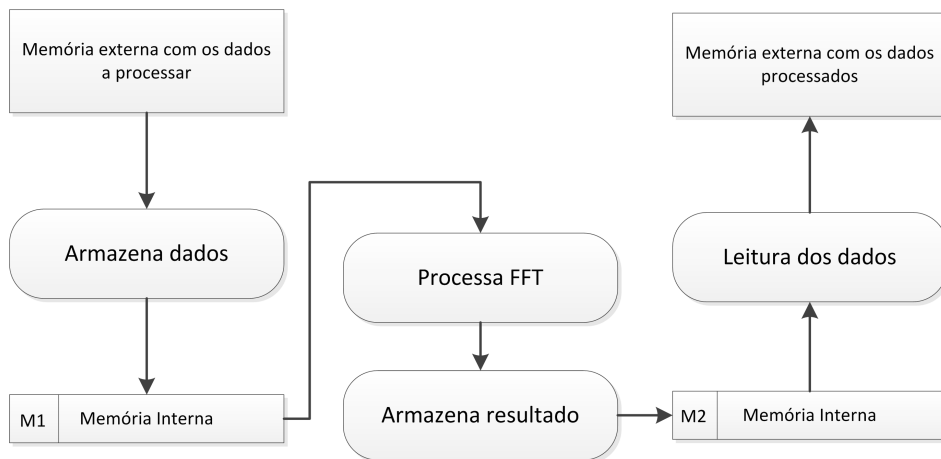 Memória externa com os dados
a processar
Armazena dados
M1 Memória Interna
Processa FFT
Armazena resultado
M2 Memória Interna
Leitura dos dados
Memória externa com os dados
processados